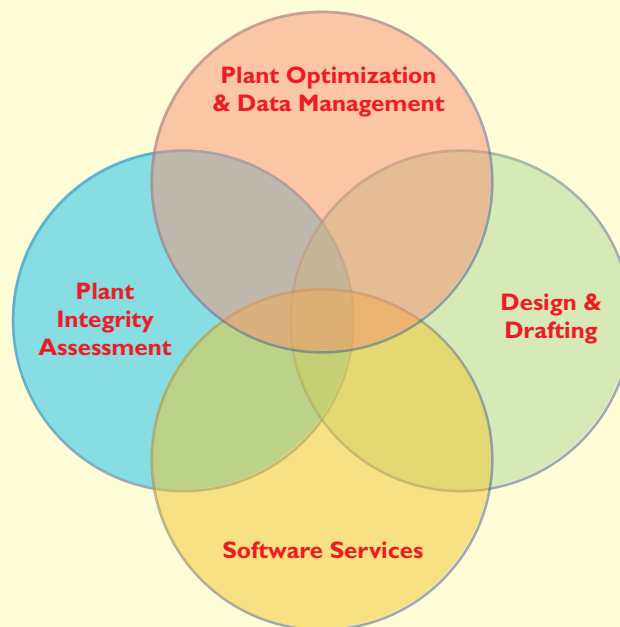 Plant Optimization
& Data Management
Plant
Integrity
Assessment
Design &
Drafting
Software Services